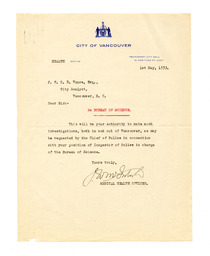 CITY OF VANCOUVER
HEALTH
1st May, 1933.
J. F. C. B. Vance, Esq.,
City Analyst,
Vancouver, B. C.
Dear Sir:-
Re BUREAU OF SCIENCE.
This will be your authority to make such
investigations, both in and out of Vancouver, as may
be requested by the Chief of Police in connection
with your position of Inspector of Police in charge
of the Bureau of Science.
Yours truly,
MEDICAL HEALTH OFFICER.